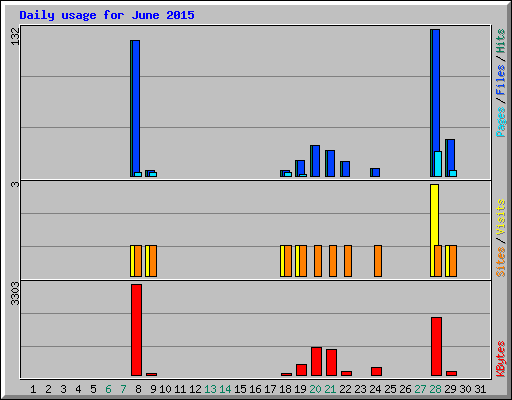 Daily usage for June 2015
132
Pages / Files / Hits
3
Sites / Visits
3303
KBytes
1 2 3 4 5 6 7 8 9 10 11 12 13 14 15 16 17 18 19 20 21 22 23 24 25 26 27 28 29 30 31